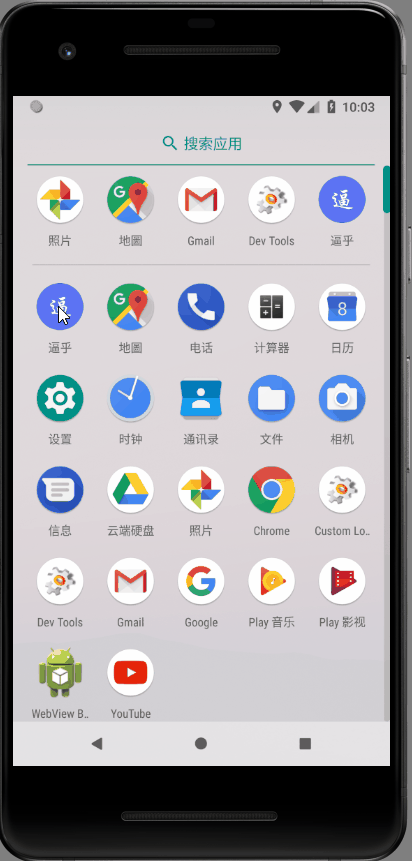 10:03
搜索应用
照片 地圖 Gmail Dev Tools 逼乎
逼乎 地圖 电话 计算器 日历
设置 时钟 通讯录 文件 相机
信息 云端硬盘 照片 Chrome Custom Lo..
Dev Tools Gmail Google Play 音乐 Play 影视
WebView B.. YouTube